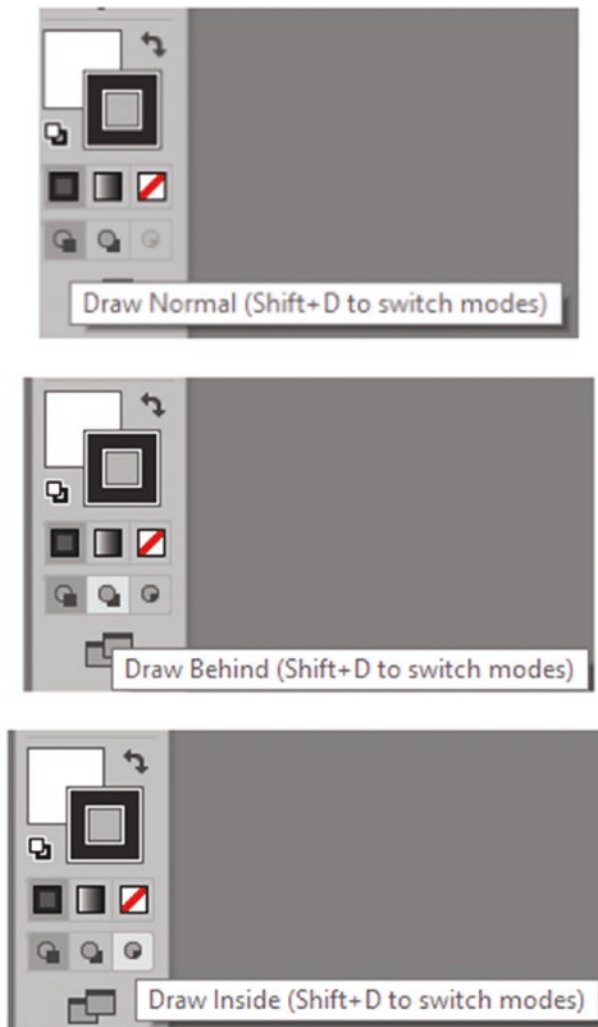 Draw Normal (Shift+D to switch modes)
Draw Behind (Shift+D to switch modes)
Draw Inside (Shift+D to switch modes)